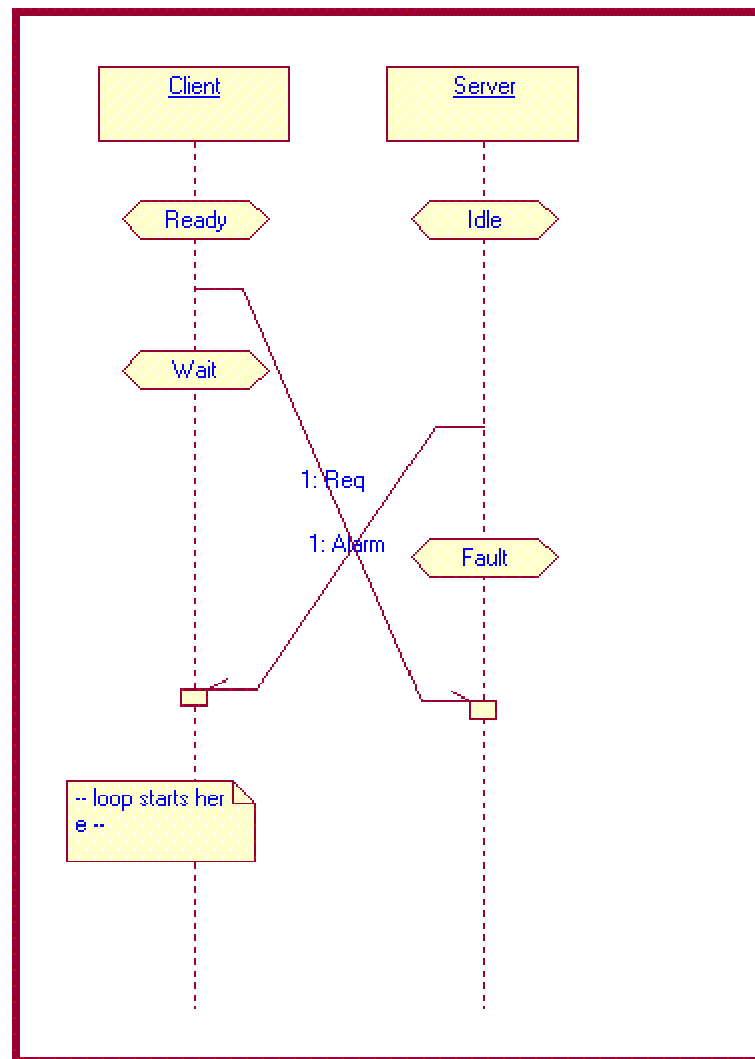 Client
Server
Ready
Idle
Wait
1: Req
1: Alarm
Fault
-- loop starts her
e --